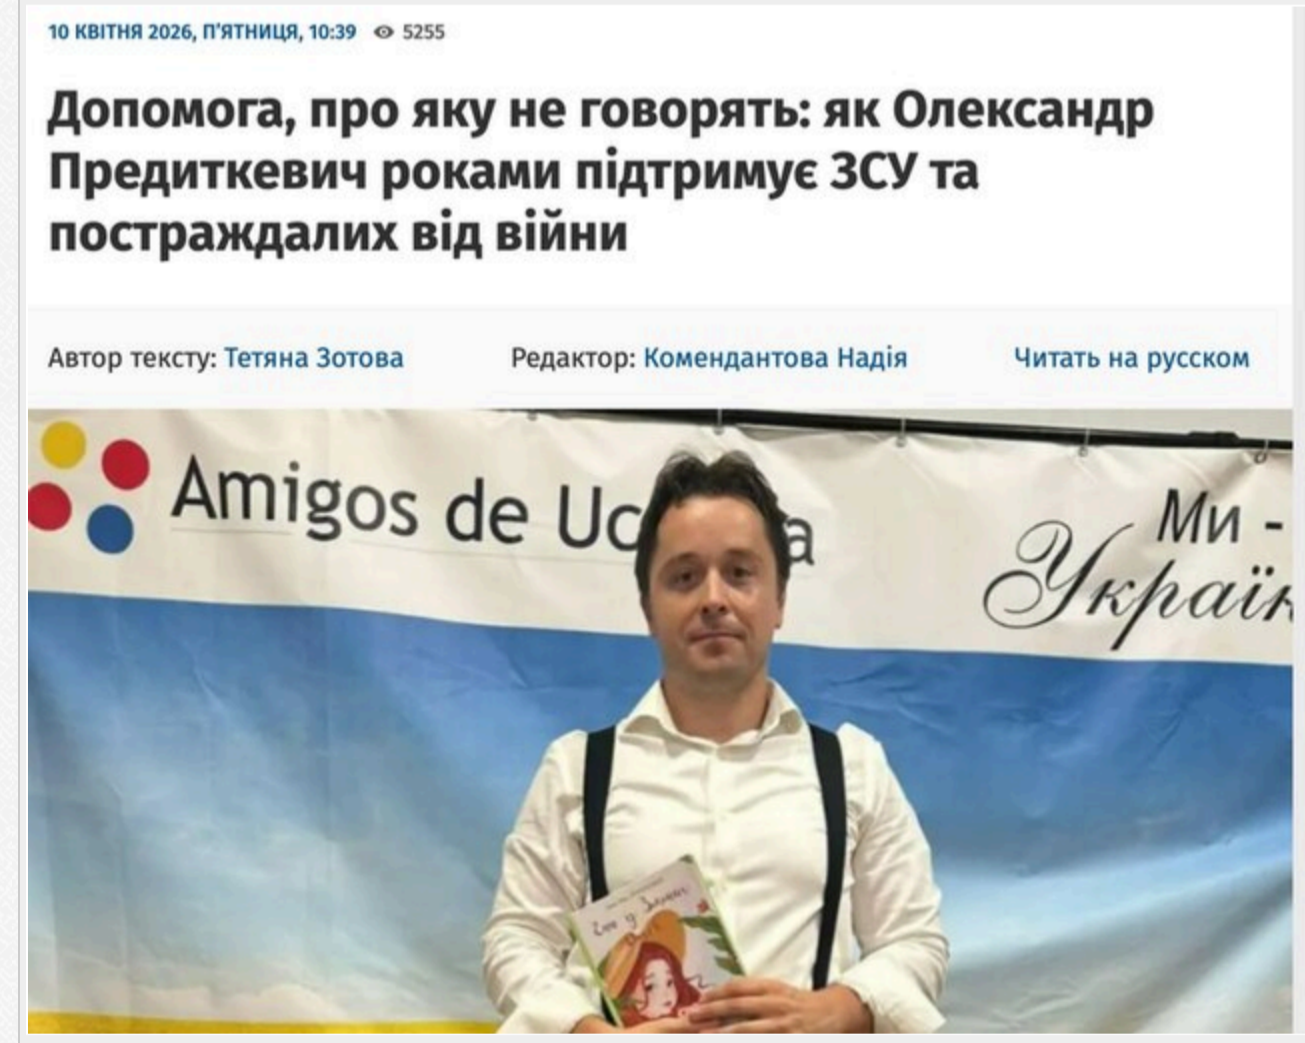 10 КВІТНЯ 2026, П'ЯТНИЦЯ, 10:39 5255
Допомога, про яку не говорять: як Олександр
Предиткевич роками підтримує ЗСУ та
постраждалих від війни
Автор тексту: Тетяна Зотова Редактор: Комендантова Надія Читать на русском
Amigos de Uc a
Ми -
Україн